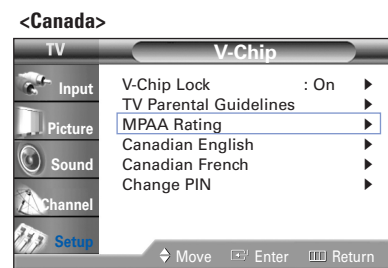 <Canada>
TV V-Chip
Input
Picture
Sound
Channel
Setup
V-Chip Lock : On ▶
TV Parental Guidelines ▶
MPAA Rating ▶
Canadian English ▶
Canadian French ▶
Change PIN ▶
Move Enter Return